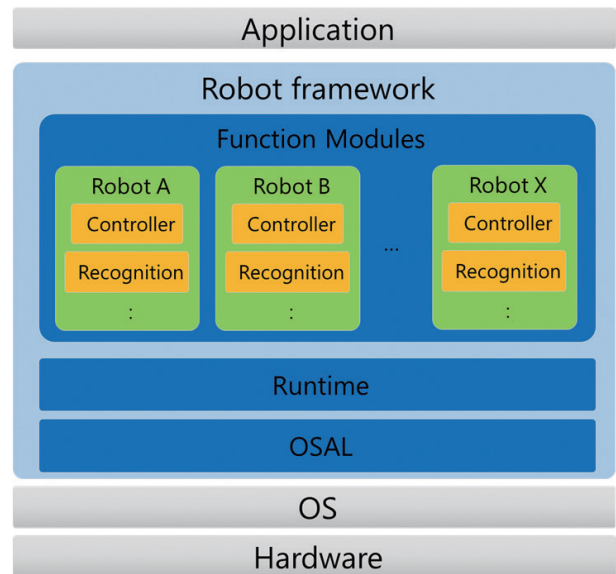 Application
Robot framework
Function Modules
Robot A
Controller
Recognition
:
Robot B
Controller
Recognition
:
...
Robot X
Controller
Recognition
:
Runtime
OSAL
OS
Hardware